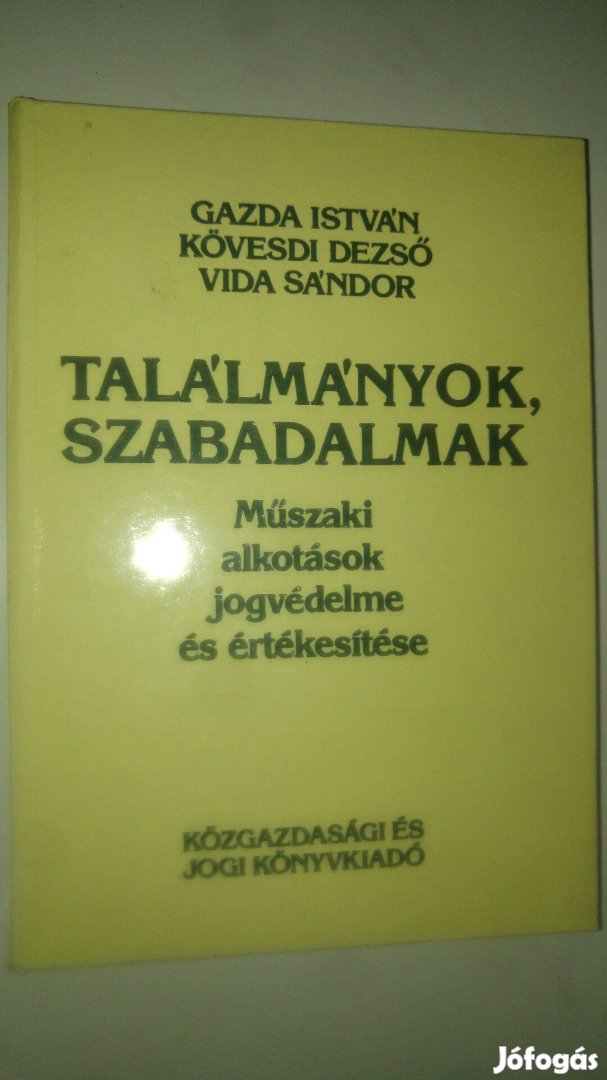 GAZDA ISTVÁN
KÖVESDI DEZSŐ
VIDA SÁNDOR
TALÁLMÁNYOK,
SZABADALMAK
Műszaki
alkotások
jogvédelme
és értékesítése
KÖZGAZDASÁGI ÉS
JOGI KÖNYVKIADÓ
Jófogás